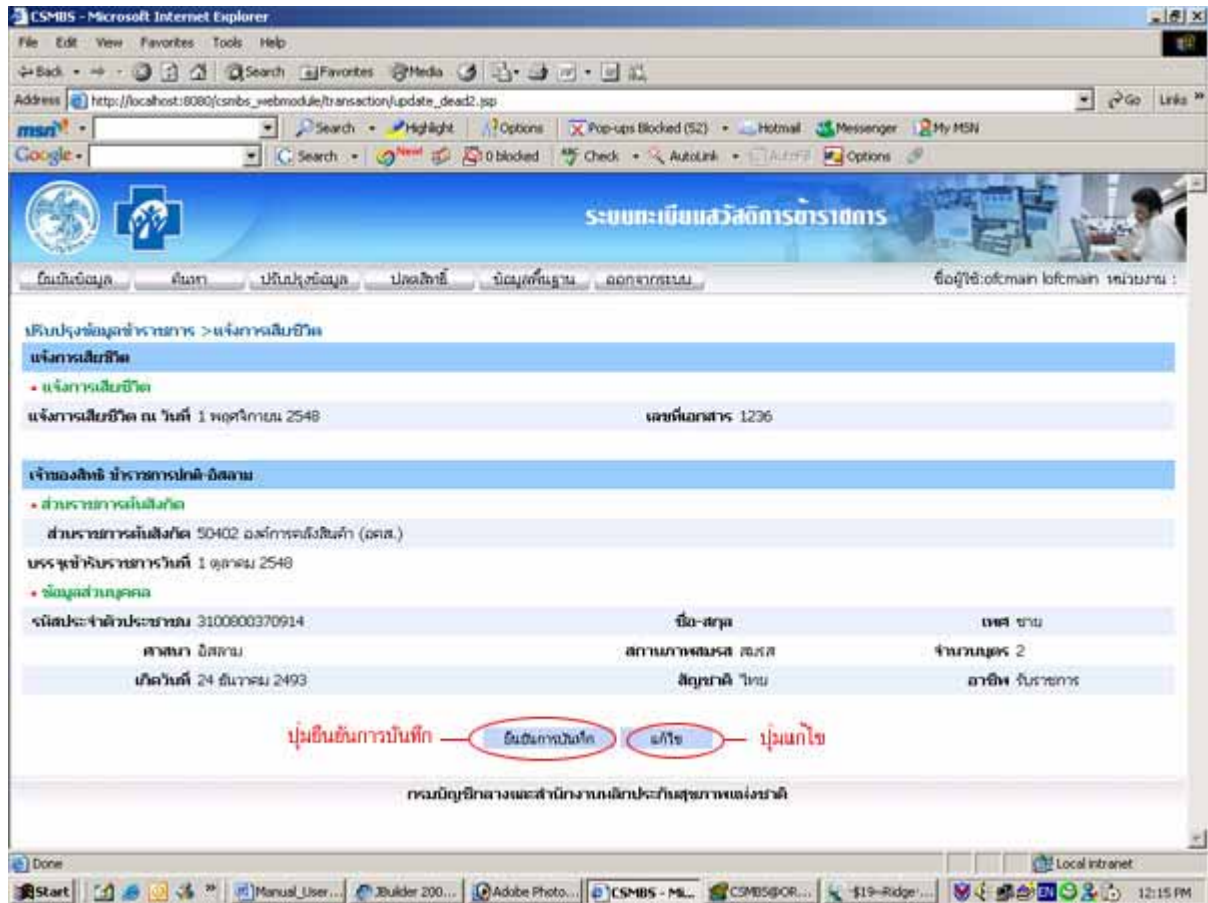 CSMBS - Microsoft Internet Explorer
File Edit View Favorites Tools Help
Back Search Favorites Media
Address http://localhost:8080/csmbs_webmodule/transaction/update_dead2.jsp Go Links »
msn Search Highlight Options Pop-ups Blocked (52) Hotmail Messenger My MSN
Google Search New! 0 blocked Check AutoLink AutoFill Options
ระบบทะเบียนสวัสดิการข้าราชการ
ยืนยันข้อมูล ค้นหา ปรับปรุงข้อมูล ปลดสิทธิ์ ข้อมูลพื้นฐาน ออกจากระบบ ชื่อผู้ใช้:ofcmain lofcmain หน่วยงาน :
ปรับปรุงข้อมูลข้าราชการ >แจ้งการเสียชีวิต
แจ้งการเสียชีวิต
แจ้งการเสียชีวิต
แจ้งการเสียชีวิต ณ วันที่ 1 พฤศจิกายน 2548 เลขที่เอกสาร 1236
เจ้าของสิทธิ ข้าราชการปกติ-อิสลาม
ส่วนราชการต้นสังกัด
ส่วนราชการต้นสังกัด 50402 องค์การคลังสินค้า (อคส.)
บรรจุเข้ารับราชการวันที่ 1 ตุลาคม 2548
ข้อมูลส่วนบุคคล
รหัสประจำตัวประชาชน 3100800370914 ชื่อ-สกุล เพศ ชาย
ศาสนา อิสลาม สถานภาพสมรส สมรส จำนวนบุตร 2
เกิดวันที่ 24 ธันวาคม 2493 สัญชาติ ไทย อาชีพ รับราชการ
ปุ่มยืนยันการบันทึก ยืนยันการบันทึก แก้ไข ปุ่มแก้ไข
กรมบัญชีกลางและสำนักงานหลักประกันสุขภาพแห่งชาติ
Done Local intranet
Start » Manual_User... JBuilder 200... Adobe Photo... CSMBS - Mi... CSMBS@OR... EN 12:15 PM